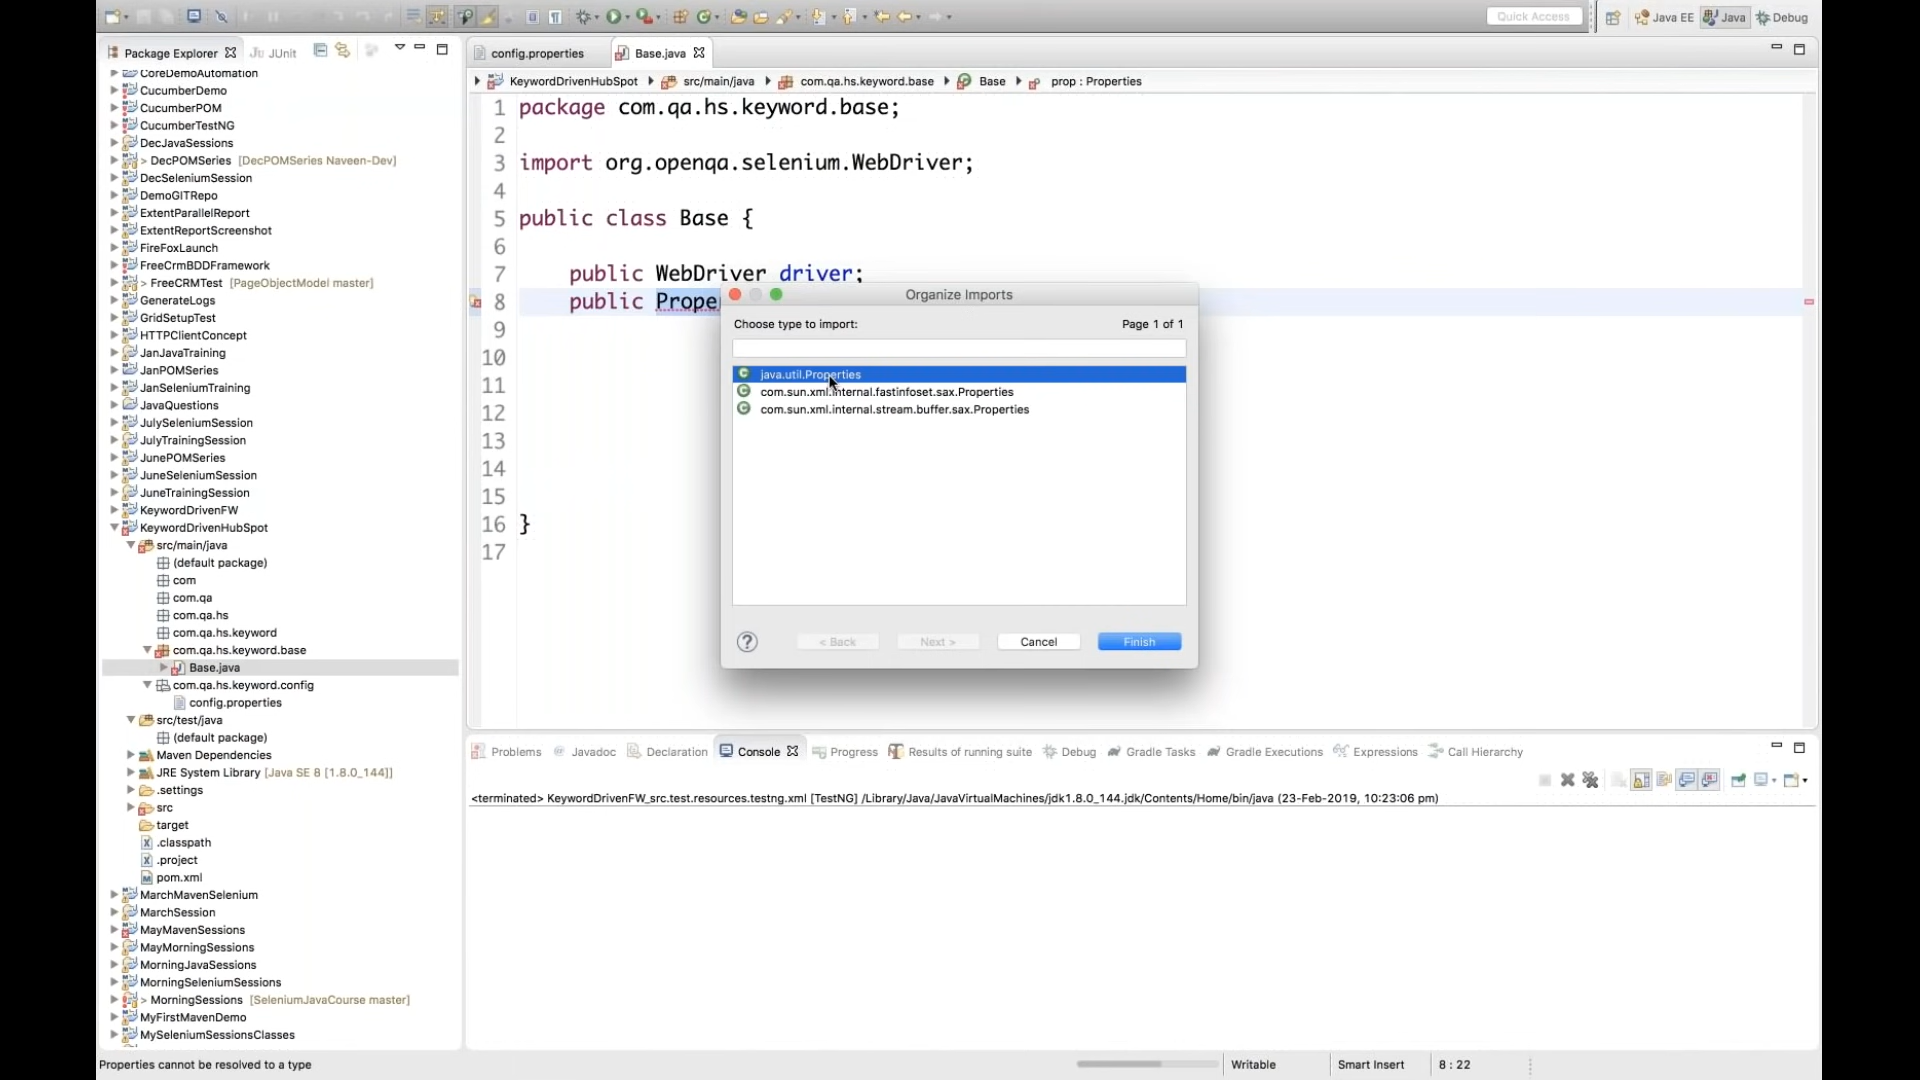 Quick Access
Java EE
Java
Debug
Package Explorer
JUnit
config.properties
Base.java
KeywordDrivenHubSpot
src/main/java
com.qa.hs.keyword.base
Base
prop : Properties
CoreDemoAutomation
CucumberDemo
CucumberPOM
CucumberTestNG
DecJavaSessions
> DecPOMSeries [DecPOMSeries Naveen-Dev]
DecSeleniumSession
DemoGITRepo
ExtentParallelReport
ExtentReportScreenshot
FireFoxLaunch
FreeCrmBDDFramework
> FreeCRMTest [PageObjectModel master]
GenerateLogs
GridSetupTest
HTTPClientConcept
JanJavaTraining
JanPOMSeries
JanSeleniumTraining
JavaQuestions
JulySeleniumSession
JulyTrainingSession
JunePOMSeries
JuneSeleniumSession
JuneTrainingSession
KeywordDrivenFW
KeywordDrivenHubSpot
src/main/java
(default package)
com
com.qa
com.qa.hs
com.qa.hs.keyword
com.qa.hs.keyword.base
Base.java
com.qa.hs.keyword.config
config.properties
src/test/java
(default package)
Maven Dependencies
JRE System Library [Java SE 8 [1.8.0_144]]
.settings
src
target
.classpath
.project
pom.xml
MarchMavenSelenium
MarchSession
MayMavenSessions
MayMorningSessions
MorningJavaSessions
MorningSeleniumSessions
> MorningSessions [SeleniumJavaCourse master]
MyFirstMavenDemo
MySeleniumSessionsClasses
1 package com.qa.hs.keyword.base;
2
3 import org.openqa.selenium.WebDriver;
4
5 public class Base {
6
7 public WebDriver driver;
8 public Prope
9
10
11
12
13
14
15
16 }
17
Organize Imports
Choose type to import:
Page 1 of 1
java.util.Properties
com.sun.xml.internal.fastinfoset.sax.Properties
com.sun.xml.internal.stream.buffer.sax.Properties
?
< Back
Next >
Cancel
Finish
Problems
Javadoc
Declaration
Console
Progress
Results of running suite
Debug
Gradle Tasks
Gradle Executions
Expressions
Call Hierarchy
<terminated> KeywordDrivenFW_src.test.resources.testng.xml [TestNG] /Library/Java/JavaVirtualMachines/jdk1.8.0_144.jdk/Contents/Home/bin/java (23-Feb-2019, 10:23:06 pm)
Properties cannot be resolved to a type
Writable
Smart Insert
8 : 22